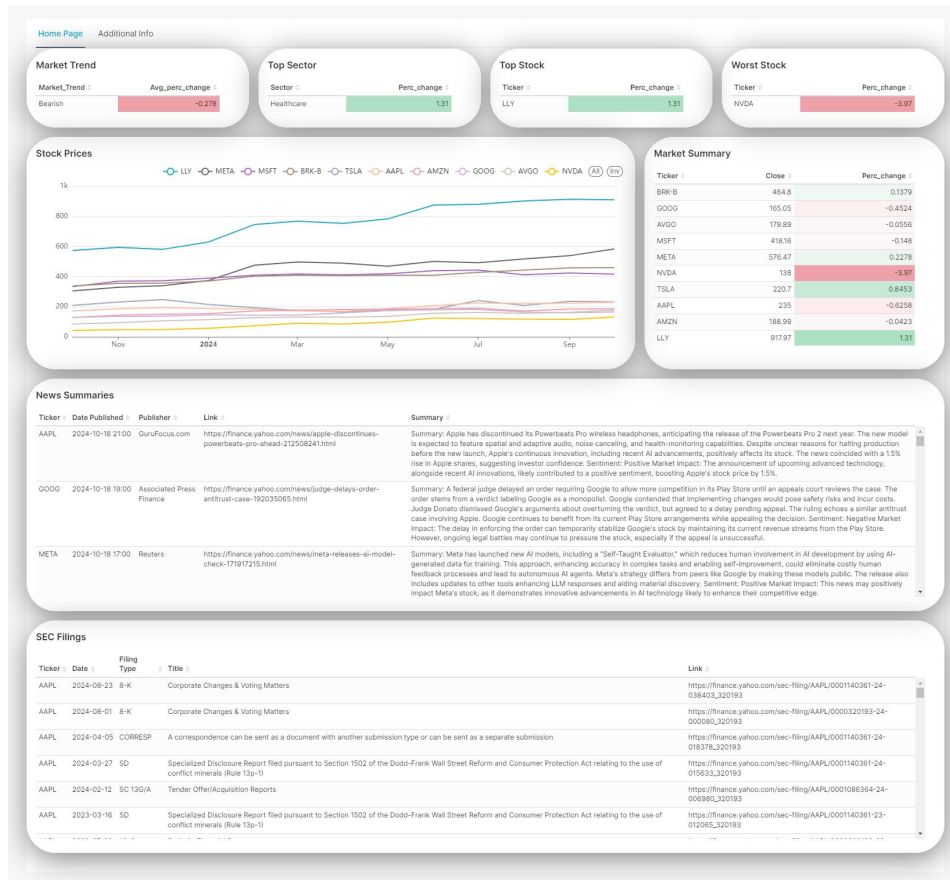 Home Page Additional Info
Market Trend
Market_Trend Avg_perc_change
Bearish -0.278
Top Sector
Sector Perc_change
Healthcare 1.31
Top Stock
Ticker Perc_change
LLY 1.31
Worst Stock
Ticker Perc_change
NVDA -3.97
Stock Prices
LLY META MSFT BRK-B TSLA AAPL AMZN GOOG AVGO NVDA All Inv
1k
800
600
400
200
0
Nov 2024 Mar May Jul Sep
Market Summary
Ticker Close Perc_change
BRK-B 464.8 0.1379
GOOG 165.05 -0.4524
AVGO 179.89 -0.0556
MSFT 418.16 -0.148
META 576.47 0.2278
NVDA 138 -3.97
TSLA 220.7 0.8453
AAPL 235 -0.6258
AMZN 188.99 -0.0423
LLY 917.97 1.31
News Summaries
Ticker Date Published Publisher Link Summary
AAPL 2024-10-18 21:00 GuruFocus.com
https://finance.yahoo.com/news/apple-discontinues-
powerbeats-pro-ahead-212508241.html
Summary: Apple has discontinued its Powerbeats Pro wireless headphones, anticipating the release of the Powerbeats Pro 2 next year. The new model
is expected to feature spatial and adaptive audio, noise canceling, and health-monitoring capabilities. Despite unclear reasons for halting production
before the new launch, Apple's continuous innovation, including recent AI advancements, positively affects its stock. The news coincided with a 1.5%
rise in Apple shares, suggesting investor confidence. Sentiment: Positive Market Impact: The announcement of upcoming advanced technology,
alongside recent AI innovations, likely contributed to a positive sentiment, boosting Apple's stock price by 1.5%.
GOOG 2024-10-18 19:00 Associated Press
Finance
https://finance.yahoo.com/news/judge-delays-order-
antitrust-case-192035065.html
Summary: A federal judge delayed an order requiring Google to allow more competition in its Play Store until an appeals court reviews the case. The
order stems from a verdict labeling Google as a monopolist. Google contended that implementing changes would pose safety risks and incur costs.
Judge Donato dismissed Google's arguments about overturning the verdict, but agreed to a delay pending appeal. The ruling echoes a similar antitrust
case involving Apple. Google continues to benefit from its current Play Store arrangements while appealing the decision. Sentiment: Negative Market
Impact: The delay in enforcing the order can temporarily stabilize Google's stock by maintaining its current revenue streams from the Play Store.
However, ongoing legal battles may continue to pressure the stock, especially if the appeal is unsuccessful.
META 2024-10-18 17:00 Reuters
https://finance.yahoo.com/news/meta-releases-ai-model-
check-171917215.html
Summary: Meta has launched new AI models, including a "Self-Taught Evaluator," which reduces human involvement in AI development by using AI-
generated data for training. This approach, enhancing accuracy in complex tasks and enabling self-improvement, could eliminate costly human
feedback processes and lead to autonomous AI agents. Meta's strategy differs from peers like Google by making these models public. The release also
includes updates to other tools enhancing LLM responses and aiding material discovery. Sentiment: Positive Market Impact: This news may positively
impact Meta's stock, as it demonstrates innovative advancements in AI technology likely to enhance their competitive edge.
SEC Filings
Ticker Date Filing
Type Title Link
AAPL 2024-08-23 8-K Corporate Changes & Voting Matters https://finance.yahoo.com/sec-filing/AAPL/0001140361-24-
038403_320193
AAPL 2024-08-01 8-K Corporate Changes & Voting Matters https://finance.yahoo.com/sec-filing/AAPL/0000320193-24-
000080_320193
AAPL 2024-04-05 CORRESP A correspondence can be sent as a document with another submission type or can be sent as a separate submission https://finance.yahoo.com/sec-filing/AAPL/0001140361-24-
018378_320193
AAPL 2024-03-27 SD Specialized Disclosure Report filed pursuant to Section 1502 of the Dodd-Frank Wall Street Reform and Consumer Protection Act relating to the use of
conflict minerals (Rule 13p-1)
https://finance.yahoo.com/sec-filing/AAPL/0001140361-24-
015633_320193
AAPL 2024-02-12 SC 13G/A Tender Offer/Acquisition Reports https://finance.yahoo.com/sec-filing/AAPL/0001086364-24-
006980_320193
AAPL 2023-03-16 SD Specialized Disclosure Report filed pursuant to Section 1502 of the Dodd-Frank Wall Street Reform and Consumer Protection Act relating to the use of
conflict minerals (Rule 13p-1)
https://finance.yahoo.com/sec-filing/AAPL/0001140361-23-
012065_320193